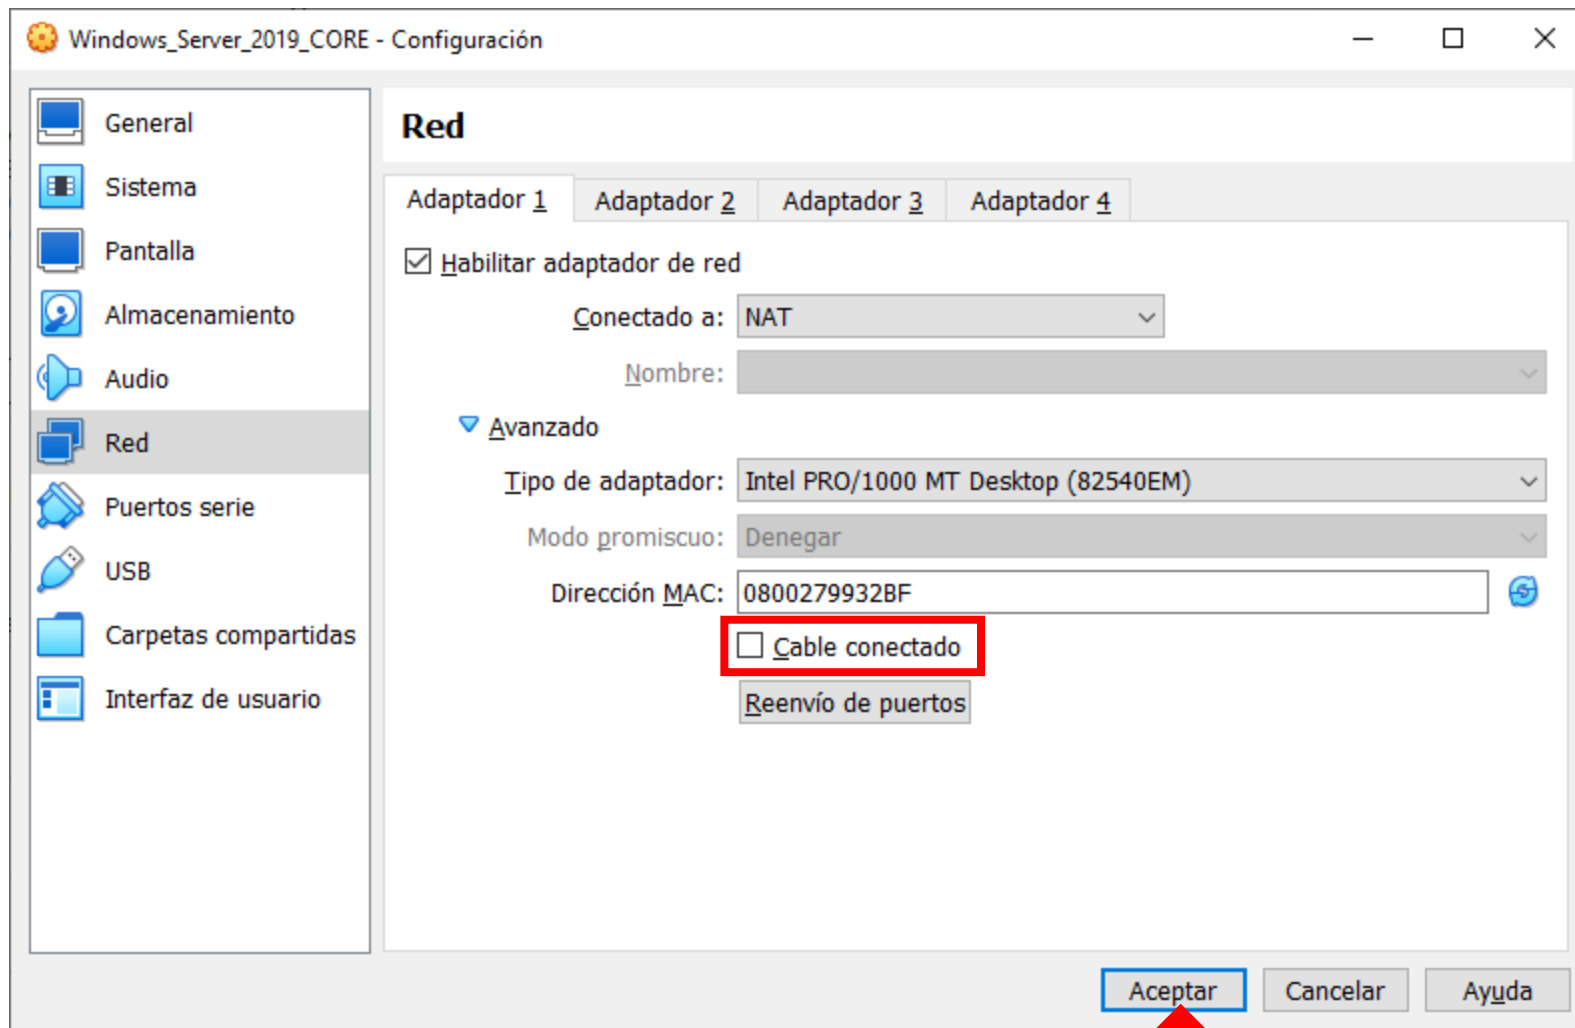 Windows_Server_2019_CORE - Configuración
General
Sistema
Pantalla
Almacenamiento
Audio
Red
Puertos serie
USB
Carpetas compartidas
Interfaz de usuario
Red
Adaptador 1 Adaptador 2 Adaptador 3 Adaptador 4
Habilitar adaptador de red
Conectado a: NAT
Nombre:
Avanzado
Tipo de adaptador: Intel PRO/1000 MT Desktop (82540EM)
Modo promiscuo: Denegar
Dirección MAC: 0800279932BF
Cable conectado
Reenvío de puertos
Aceptar Cancelar Ayuda